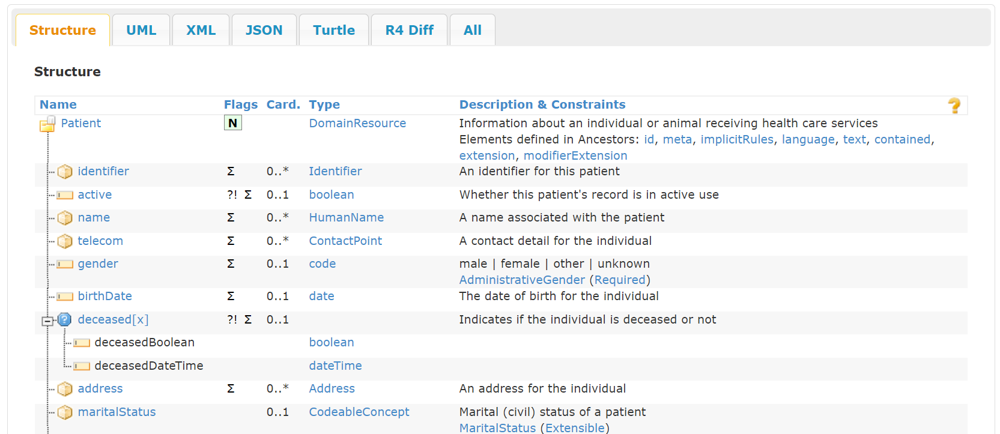 Structure UML XML JSON Turtle R4 Diff All
Structure
Name Flags Card. Type Description & Constraints ?
Patient N DomainResource Information about an individual or animal receiving health care services
Elements defined in Ancestors: id, meta, implicitRules, language, text, contained,
extension, modifierExtension
identifier Σ 0..* Identifier An identifier for this patient
active ?! Σ 0..1 boolean Whether this patient's record is in active use
name Σ 0..* HumanName A name associated with the patient
telecom Σ 0..* ContactPoint A contact detail for the individual
gender Σ 0..1 code male | female | other | unknown
AdministrativeGender (Required)
birthDate Σ 0..1 date The date of birth for the individual
deceased[x] ?! Σ 0..1 Indicates if the individual is deceased or not
deceasedBoolean boolean
deceasedDateTime dateTime
address Σ 0..* Address An address for the individual
maritalStatus 0..1 CodeableConcept Marital (civil) status of a patient
MaritalStatus (Extensible)